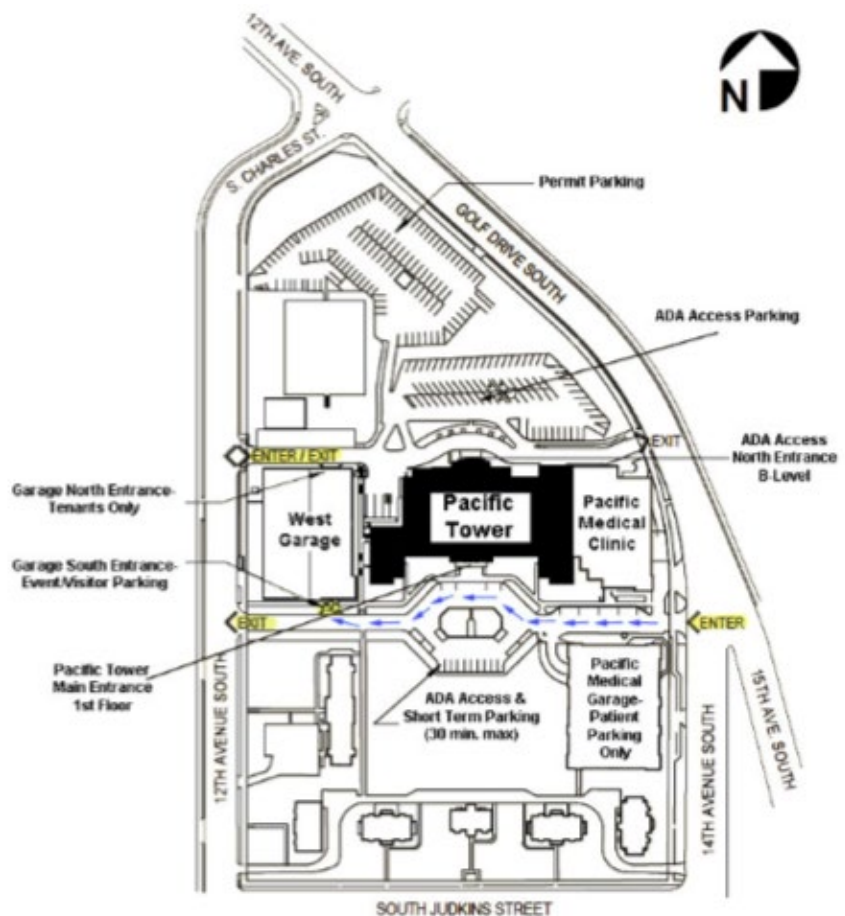 12TH AVE. SOUTH
N
S. CHARLES ST.
Permit Parking
GOLF DRIVE SOUTH
ADA Access Parking
ENTER / EXIT
EXIT
ADA Access
North Entrance
B-Level
Garage North Entrance-
Tenants Only
West
Garage
Pacific
Tower
Pacific
Medical
Clinic
Garage South Entrance-
Event/Visitor Parking
EXIT
ENTER
Pacific Tower
Main Entrance
1st Floor
12TH AVENUE SOUTH
ADA Access &
Short Term Parking
(30 min. max)
Pacific
Medical
Garage-
Patient
Parking
Only
14TH AVENUE SOUTH
15TH AVE. SOUTH
SOUTH JUDKINS STREET